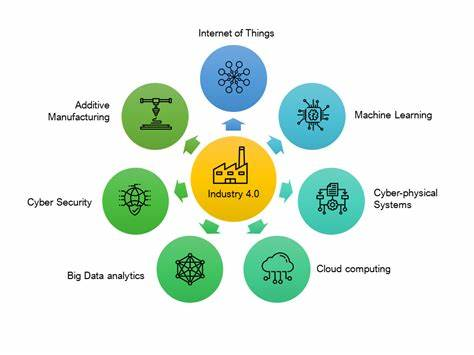 Internet of Things
Additive
Manufacturing
Machine Learning
Industry 4.0
Cyber Security
Cyber-physical
Systems
Big Data analytics
Cloud computing